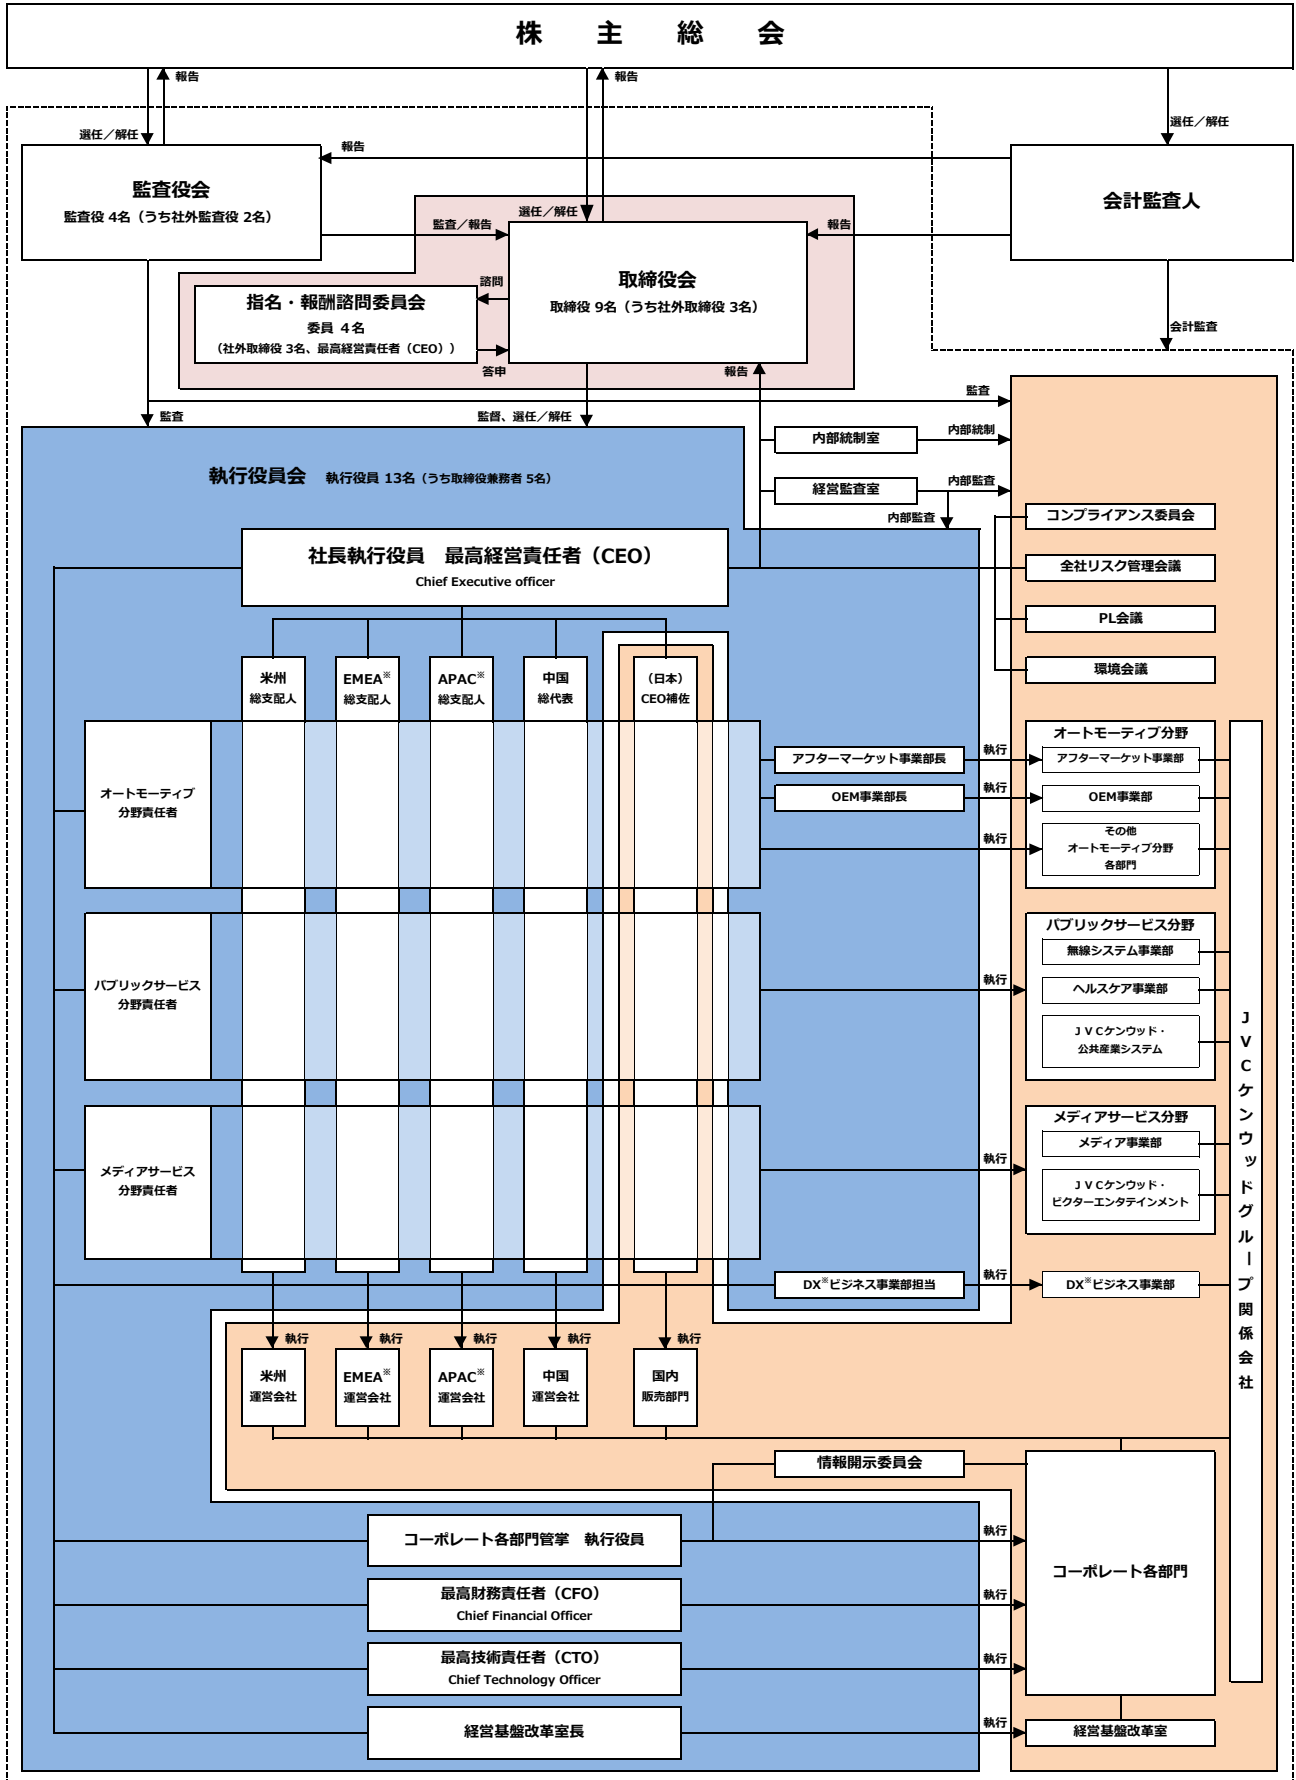 株　主　総　会
報告
報告
選任／解任
選任／解任
報告
監査役会
監査役 4名（うち社外監査役 2名）
会計監査人
選任／解任
監査／報告
報告
取締役会
取締役 9名（うち社外取締役 3名）
諮問
指名・報酬諮問委員会
委員 4名
（社外取締役 3名、最高経営責任者（CEO））
答申
報告
会計監査
監査
監査
監督、選任／解任
内部統制室
内部統制
経営監査室
内部監査
内部監査
執行役員会　執行役員 13名（うち取締役兼務者 5名）
コンプライアンス委員会
全社リスク管理会議
PL会議
環境会議
社長執行役員　最高経営責任者（CEO）
Chief Executive officer
米州
総支配人
EMEA※
総支配人
APAC※
総支配人
中国
総代表
（日本）
CEO補佐
オートモーティブ
分野責任者
アフターマーケット事業部長
執行
OEM事業部長
執行
執行
オートモーティブ分野
アフターマーケット事業部
OEM事業部
その他
オートモーティブ分野
各部門
パブリックサービス
分野責任者
執行
パブリックサービス分野
無線システム事業部
ヘルスケア事業部
ＪＶＣケンウッド・
公共産業システム
メディアサービス
分野責任者
執行
メディアサービス分野
メディア事業部
ＪＶＣケンウッド・
ビクターエンタテインメント
DX※ビジネス事業部担当
執行
DX※ビジネス事業部
JVCケンウッドグループ関係会社
執行
執行
執行
執行
執行
米州
運営会社
EMEA※
運営会社
APAC※
運営会社
中国
運営会社
国内
販売部門
情報開示委員会
コーポレート各部門管掌　執行役員
執行
コーポレート各部門
最高財務責任者（CFO）
Chief Financial Officer
執行
最高技術責任者（CTO）
Chief Technology Officer
執行
経営基盤改革室長
執行
経営基盤改革室